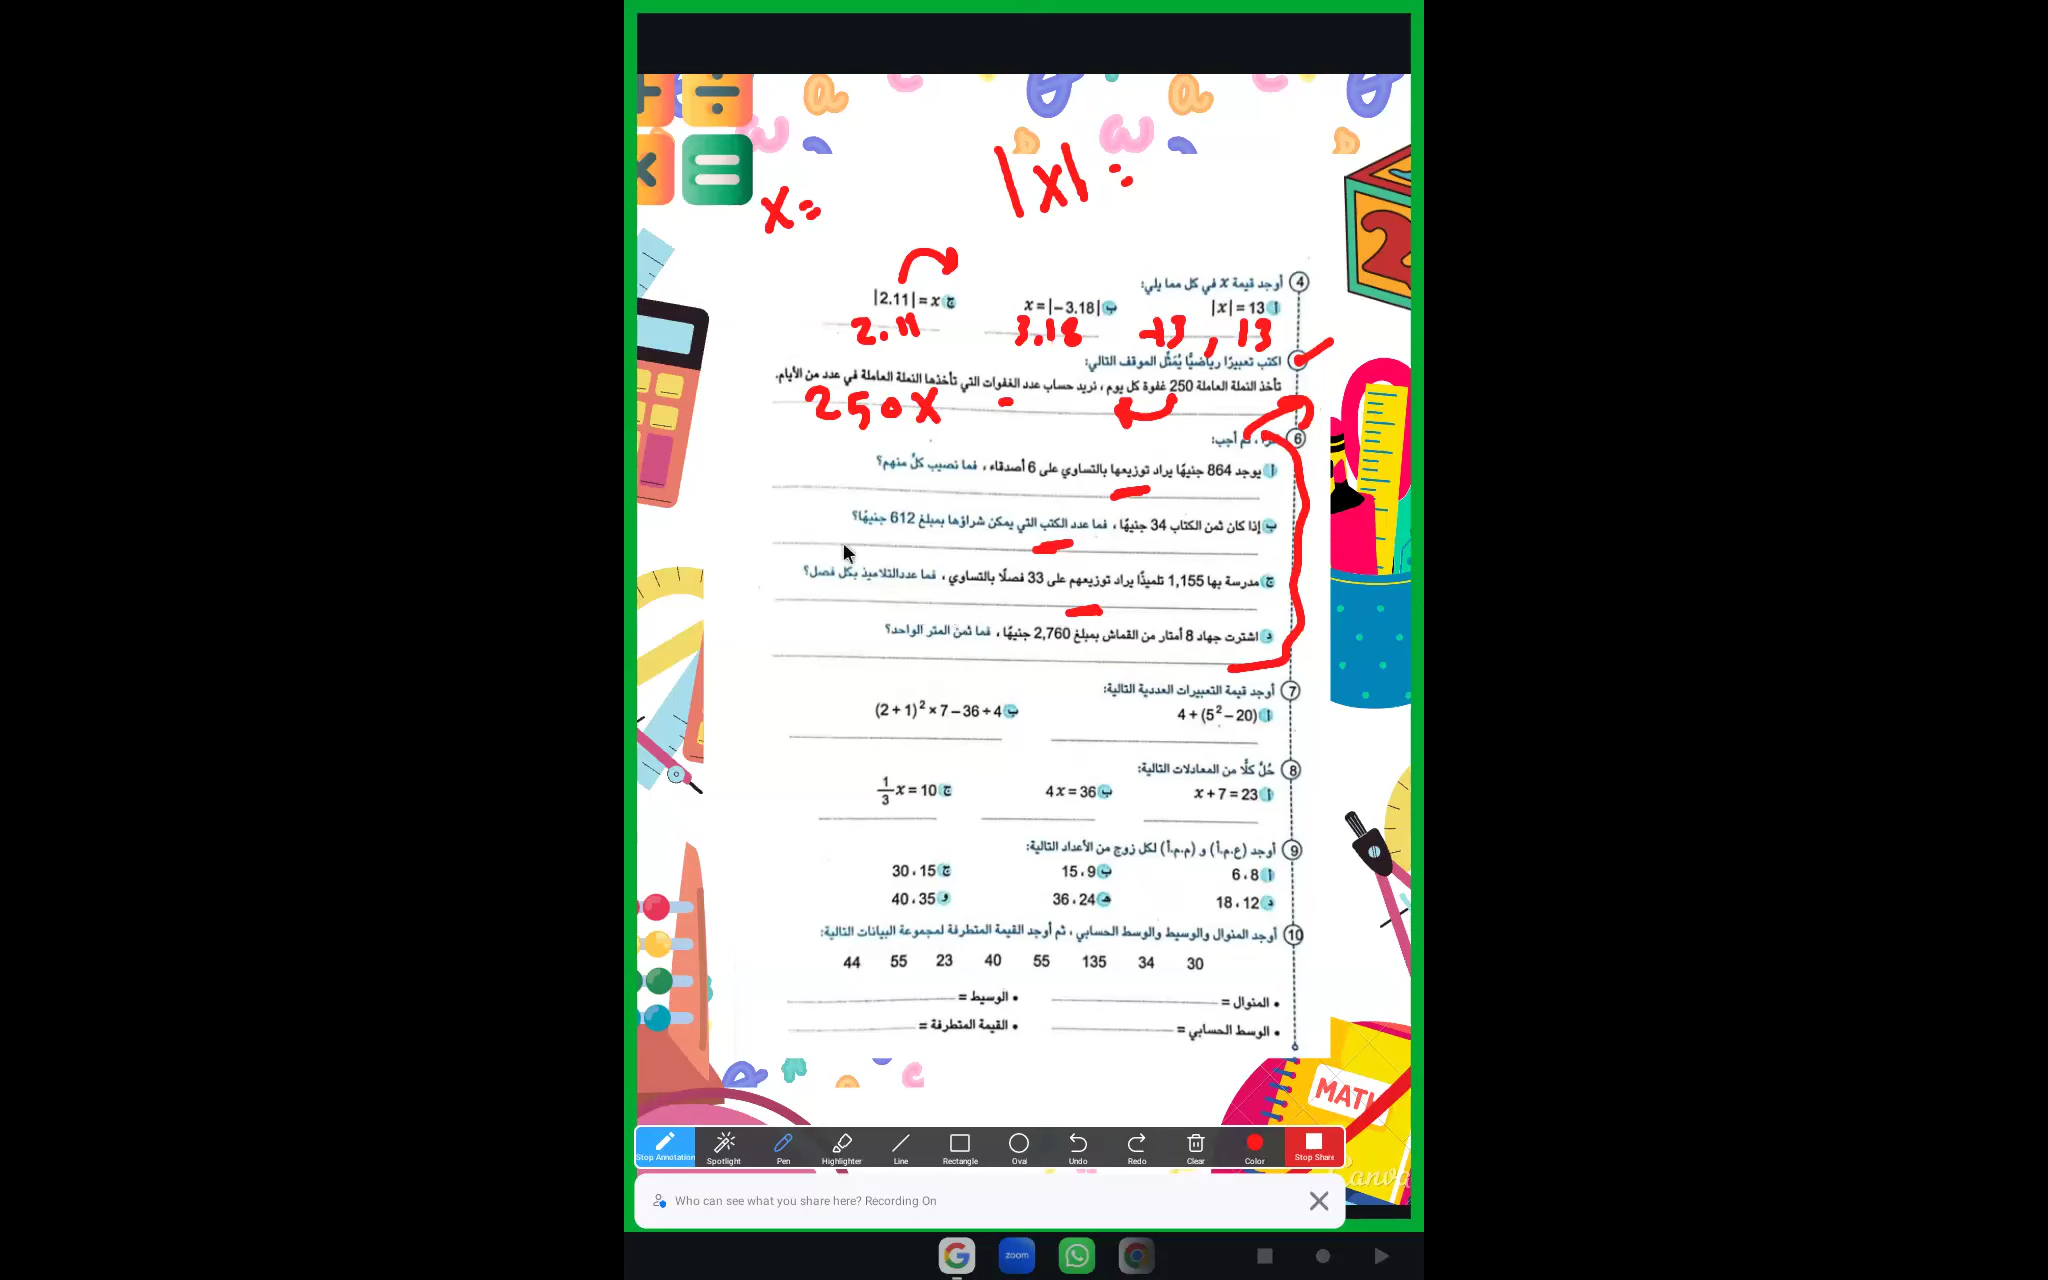 |x| =
x =
4 أوجد قيمة x في كل مما يلي:
أ |x| = 13 ب x = |– 3.18| ج |2.11| = x
-13 , 13 3.18 2.11
اكتب تعبيرًا رياضيًّا يُمثِّل الموقف التالي:
تأخذ النملة العاملة 250 غفوة كل يوم ، نريد حساب عدد الغفوات التي تأخذها النملة العاملة في عدد من الأيام.
250X
6 ثم أجب:
أ يوجد 864 جنيهًا يراد توزيعها بالتساوي على 6 أصدقاء ، فما نصيب كلٌّ منهم؟
ب إذا كان ثمن الكتاب 34 جنيهًا ، فما عدد الكتب التي يمكن شراؤها بمبلغ 612 جنيهًا؟
ج مدرسة بها 1,155 تلميذًا يراد توزيعهم على 33 فصلًا بالتساوي ، فما عددالتلاميذ بكل فصل؟
د اشترت جهاد 8 أمتار من القماش بمبلغ 2,760 جنيهًا ، فما ثمن المتر الواحد؟
7 أوجد قيمة التعبيرات العددية التالية:
أ 4 + (5² – 20) ب (2 + 1)² × 7 – 36 ÷ 4
8 حُلَّ كلًّا من المعادلات التالية:
أ x + 7 = 23 ب 4x = 36 ج 1/3 x = 10
9 أوجد (ع.م.أ) و (م.م.أ) لكل زوج من الأعداد التالية:
أ 8 ، 6 ب 9 ، 15 ج 15 ، 30
د 12 ، 18 هـ 24 ، 36 و 35 ، 40
10 أوجد المنوال والوسيط والوسط الحسابي ، ثم أوجد القيمة المتطرفة لمجموعة البيانات التالية:
44 55 23 40 55 135 34 30
• المنوال = • الوسيط =
• الوسط الحسابي = • القيمة المتطرفة =
MATH
Stop Annotation Spotlight Pen Highlighter Line Rectangle Oval Undo Redo Clear Color Stop Share
Who can see what you share here? Recording On
zoom